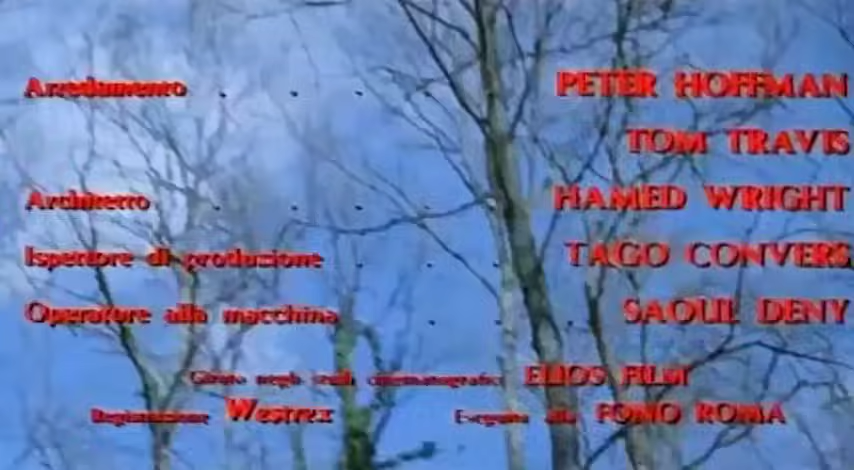 Arredamento . . . . PETER HOFFMAN
TOM TRAVIS
Architetto . . . . . HAMED WRIGHT
Ispettore di produzione . . . TAGO CONVERS
Operatore alla macchina . . . SAOUL DENY
Girato negli studi cinematografici ELIOS FILM
Registrazione Westrex Eseguita alla FONO ROMA